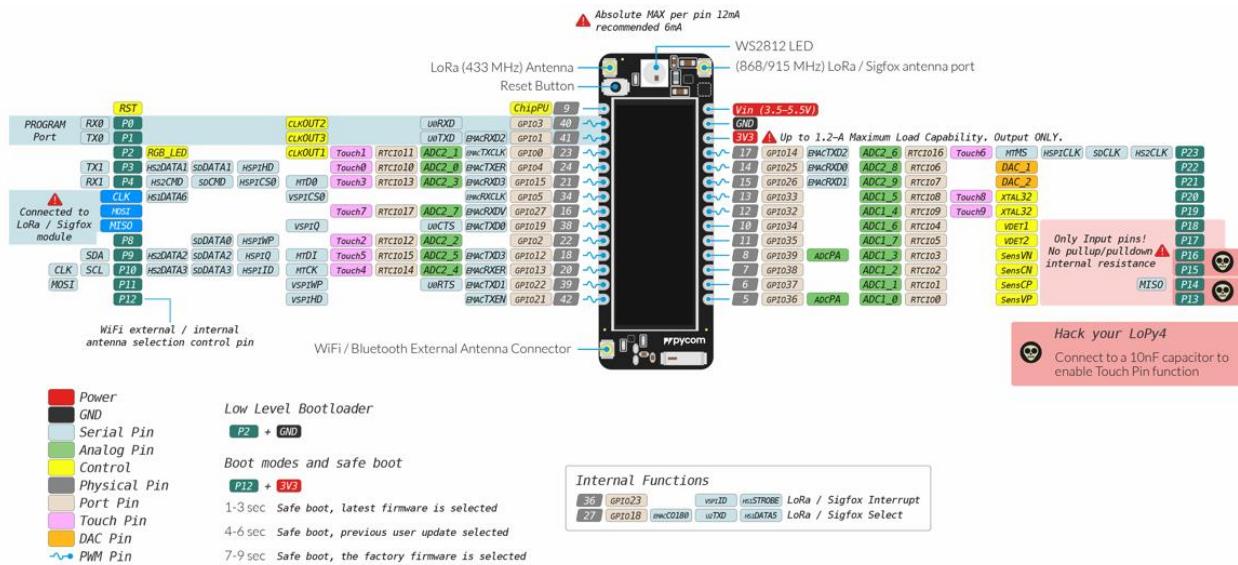 Absolute MAX per pin 12mA
recommended 6mA
WS2812 LED
LoRa (433 MHz) Antenna
(868/915 MHz) LoRa / Sigfox antenna port
Reset Button
RST ChipPU 9
Vin (3.5–5.5V)
PROGRAM Port
RX0 P0 CLKOUT2 U0RXD GPIO3 40
GND
TX0 P1 CLKOUT3 U0TXD EMACRXD2 GPIO1 41
3V3 Up to 1.2-A Maximum Load Capability. Output ONLY.
P2 RGB_LED CLKOUT1 Touch1 RTCIO11 ADC2_1 EMACTXCLK GPIO0 23
17 GPIO14 EMACTXD2 ADC2_6 RTCIO16 Touch6 MTMS HSPICLK SDCLK HS2CLK P23
TX1 P3 HS2DATA1 SDDATA1 HSPIHD Touch0 RTCIO10 ADC2_0 EMACTXER GPIO4 24
14 GPIO25 EMACRXD0 ADC2_8 RTCIO6 DAC_1 P22
RX1 P4 HS2CMD SDCMD HSPICS0 MTDO Touch3 RTCIO13 ADC2_3 EMACRXD3 GPIO15 21
15 GPIO26 EMACRXD1 ADC2_9 RTCIO7 DAC_2 P21
Connected to
LoRa / Sigfox
module
CLK HS1DATA6 VSPICS0 EMACRXCLK GPIO5 34
13 GPIO33 ADC1_5 RTCIO8 Touch8 XTAL32 P20
MOSI Touch7 RTCIO17 ADC2_7 EMACRXDV GPIO27 16
12 GPIO32 ADC1_4 RTCIO9 Touch9 XTAL32 P19
MISO VSPIQ U0CTS EMACTXD0 GPIO19 38
10 GPIO34 ADC1_6 RTCIO4 VDET1 P18
P8 SDDATA0 HSPIWP Touch2 RTCIO12 ADC2_2 GPIO2 22
11 GPIO35 ADC1_7 RTCIO5 VDET2 P17
SDA P9 HS2DATA2 SDDATA2 HSPIQ MTDI Touch5 RTCIO15 ADC2_5 EMACTXD3 GPIO12 18
8 GPIO39 ADCPA ADC1_3 RTCIO3 SensVN P16
CLK SCL P10 HS2DATA3 SDDATA3 HSPIID MTCK Touch4 RTCIO14 ADC2_4 EMACRXER GPIO13 20
7 GPIO38 ADC1_2 RTCIO2 SensCN P15
MOSI P11 VSPIWP U0RTS EMACTXD1 GPIO22 39
6 GPIO37 ADC1_1 RTCIO1 SensCP MISO P14
P12 VSPIHD EMACTXEN GPIO21 42
5 GPIO36 ADCPA ADC1_0 RTCIO0 SensVP P13
Only Input pins!
No pullup/pulldown
internal resistance
WiFi external / internal
antenna selection control pin
WiFi / Bluetooth External Antenna Connector
pycom
Hack your LoPy4
Connect to a 10nF capacitor to
enable Touch Pin function
Power
GND
Serial Pin
Analog Pin
Control
Physical Pin
Port Pin
Touch Pin
DAC Pin
PWM Pin
Low Level Bootloader
P2 + GND
Boot modes and safe boot
P12 + 3V3
1-3 sec Safe boot, latest firmware is selected
4-6 sec Safe boot, previous user update selected
7-9 sec Safe boot, the factory firmware is selected
Internal Functions
36 GPIO23 VSPIID HS1STROBE LoRa / Sigfox Interrupt
27 GPIO18 U2TXD HS1DATA5 LoRa / Sigfox Select